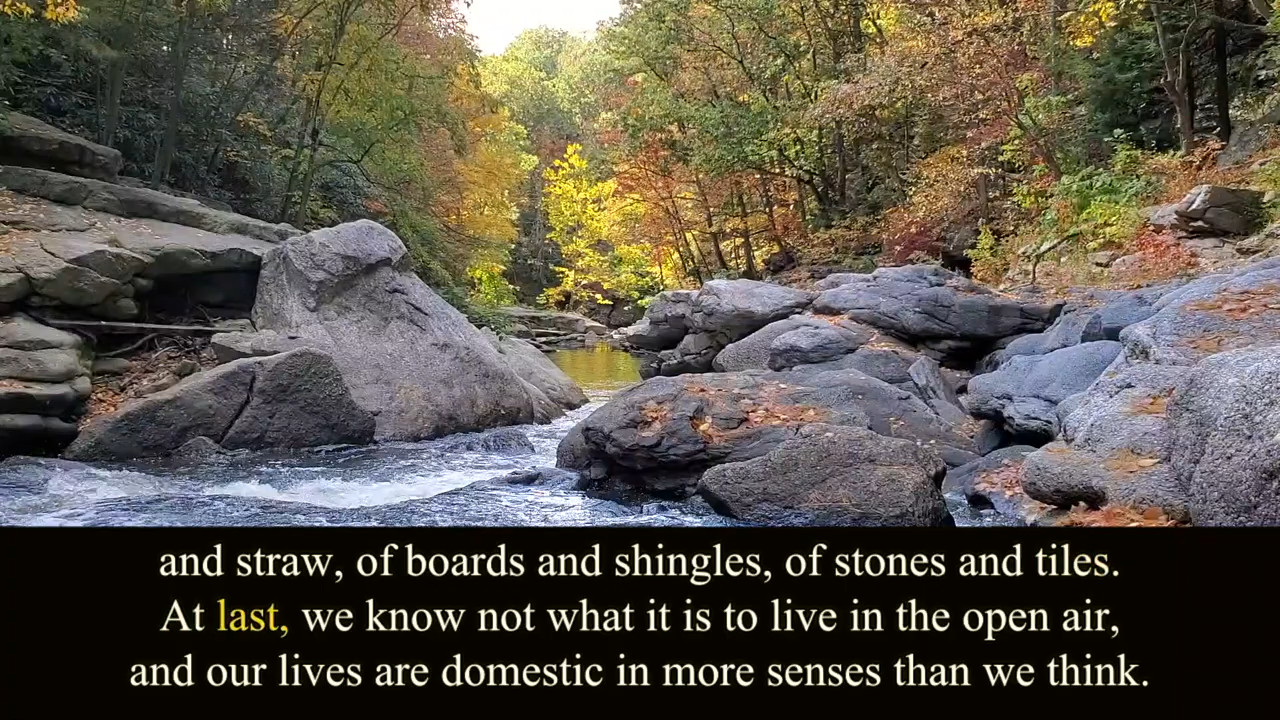 and straw, of boards and shingles, of stones and tiles.
At last, we know not what it is to live in the open air,
and our lives are domestic in more senses than we think.